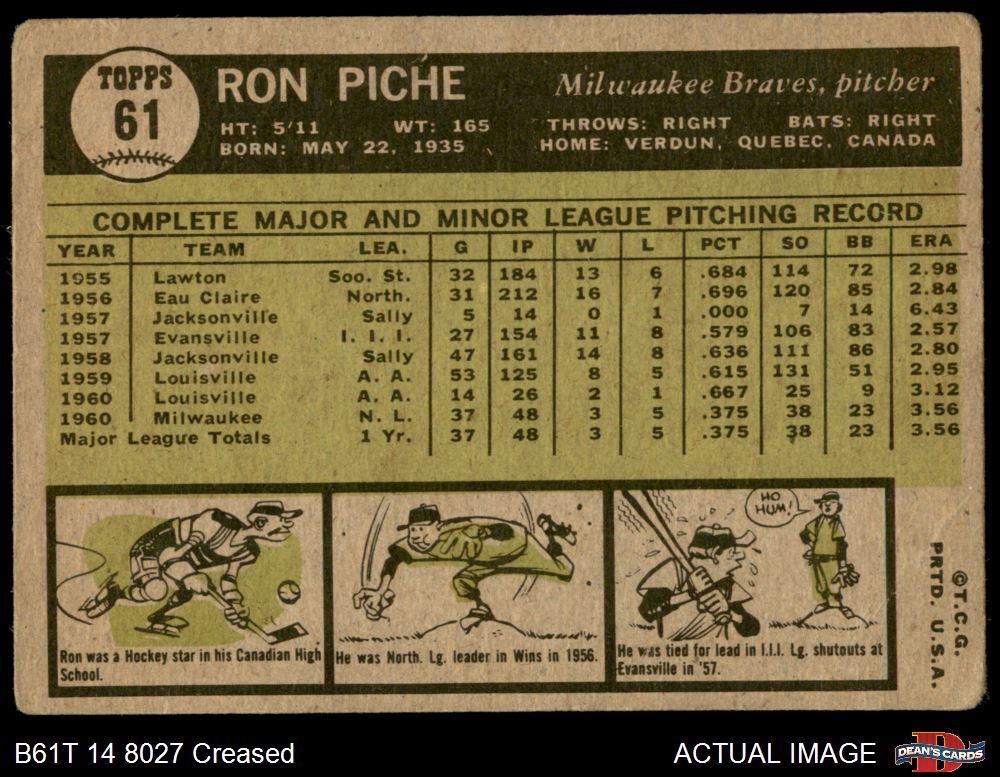 TOPPS
61
RON PICHE
Milwaukee Braves, pitcher
HT: 5'11 WT: 165 THROWS: RIGHT BATS: RIGHT
BORN: MAY 22, 1935 HOME: VERDUN, QUEBEC, CANADA
COMPLETE MAJOR AND MINOR LEAGUE PITCHING RECORD
YEAR TEAM LEA. G IP W L PCT SO BB ERA
1955 Lawton Soo. St. 32 184 13 6 .684 114 72 2.98
1956 Eau Claire North. 31 212 16 7 .696 120 85 2.84
1957 Jacksonville Sally 5 14 0 1 .000 7 14 6.43
1957 Evansville I. I. I. 27 154 11 8 .579 106 83 2.57
1958 Jacksonville Sally 47 161 14 8 .636 111 86 2.80
1959 Louisville A. A. 53 125 8 5 .615 131 51 2.95
1960 Louisville A. A. 14 26 2 1 .667 25 9 3.12
1960 Milwaukee N. L. 37 48 3 5 .375 38 23 3.56
Major League Totals 1 Yr. 37 48 3 5 .375 38 23 3.56
Ron was a Hockey star in his Canadian High
School.
He was North. Lg. leader in Wins in 1956.
HO
HUM!
He was tied for lead in I.I.I. Lg. shutouts at
Evansville in '57.
©T.C.G.
PRTD. U.S.A.
B61T 14 8027 Creased
ACTUAL IMAGE
D
DEAN'S CARDS